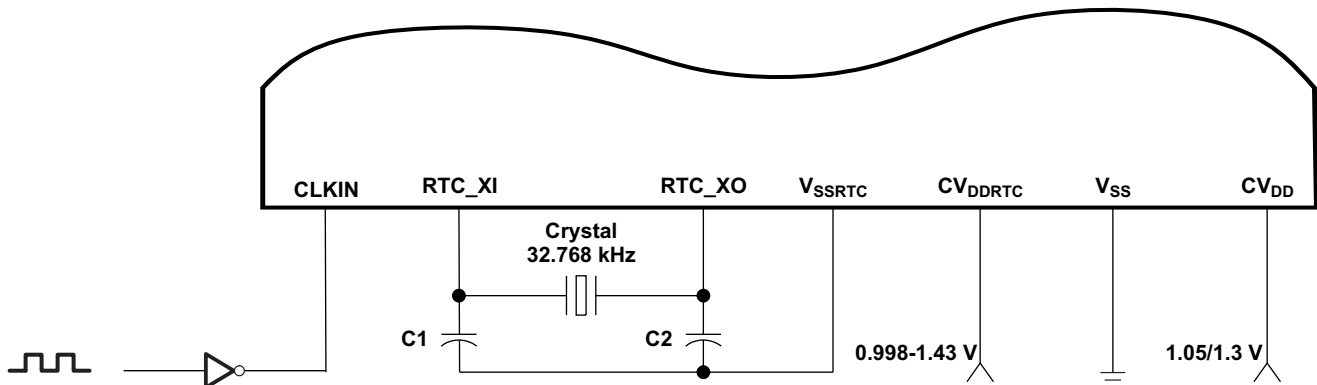 CLKIN
RTC_XI
RTC_XO
VSSRTC
CVDDRTC
VSS
CVDD
Crystal
32.768 kHz
C1
C2
0.998-1.43 V
1.05/1.3 V